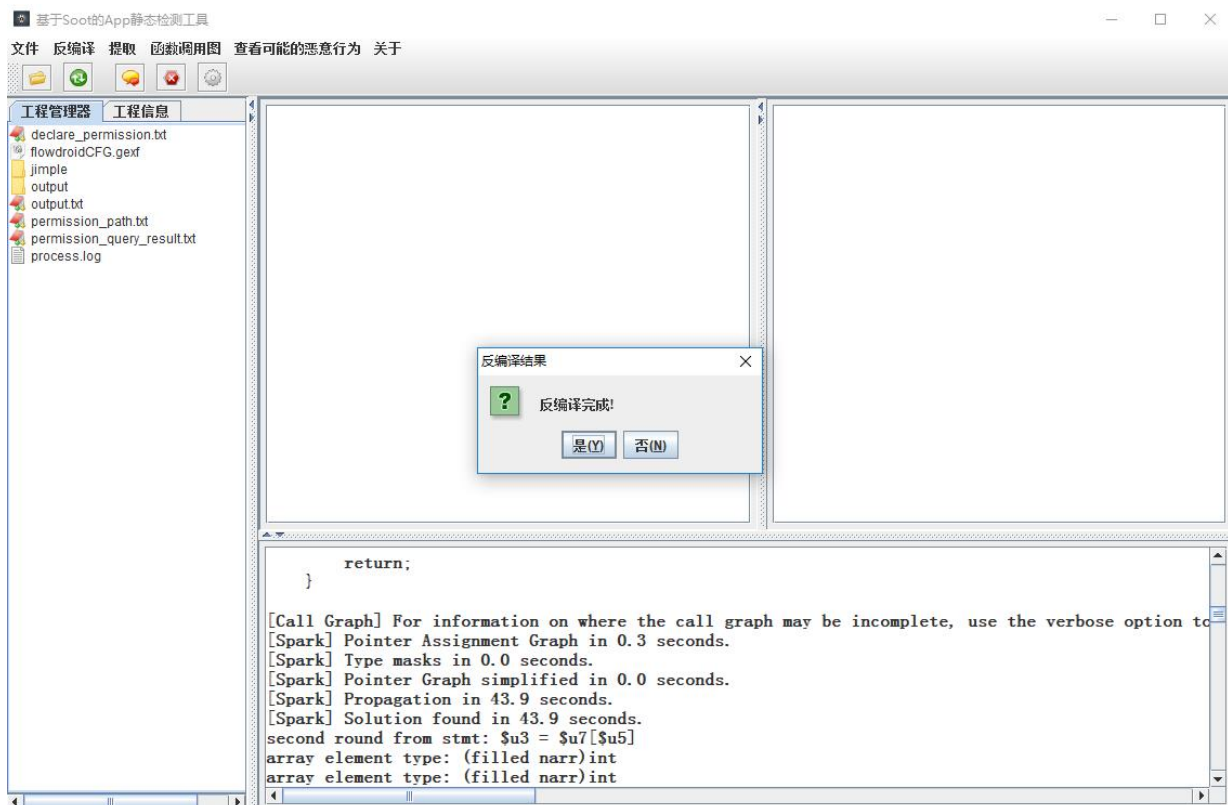 基于Soot的App静态检测工具
文件 反编译 提取 函数调用图 查看可能的恶意行为 关于
工程管理器 工程信息
declare_permission.txt
flowdroidCFG.gexf
jimple
output
output.txt
permission_path.txt
permission_query_result.txt
process.log
反编译结果
反编译完成!
是(Y) 否(N)
return;
}
[Call Graph] For information on where the call graph may be incomplete, use the verbose option to
[Spark] Pointer Assignment Graph in 0.3 seconds.
[Spark] Type masks in 0.0 seconds.
[Spark] Pointer Graph simplified in 0.0 seconds.
[Spark] Propagation in 43.9 seconds.
[Spark] Solution found in 43.9 seconds.
second round from stmt: $u3 = $u7[$u5]
array element type: (filled narr)int
array element type: (filled narr)int